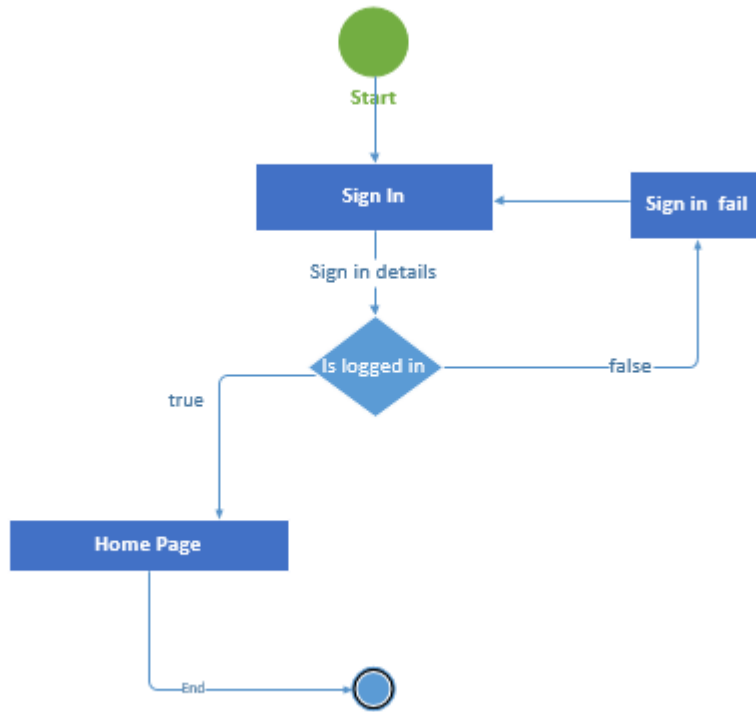 Start
Sign In
Sign in fail
Sign in details
Is logged in
false
true
Home Page
End